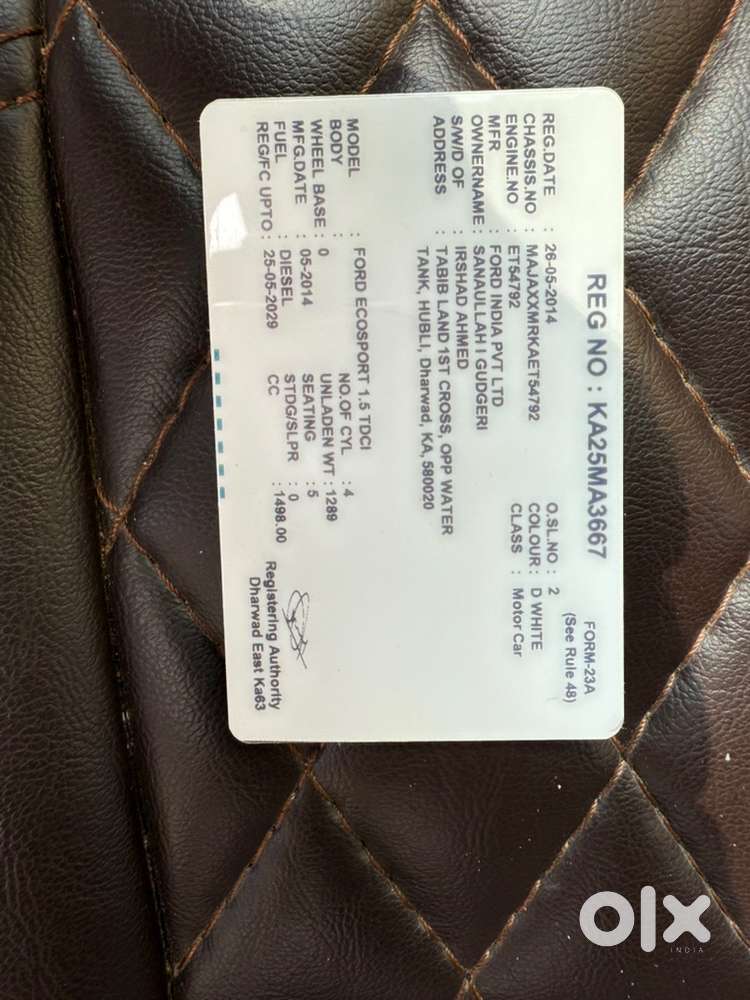 FORM-23A
(See Rule 48)
REG NO : KA25MA3667
REG.DATE : 26-05-2014 O.SL.NO : 2
CHASSIS.NO : MAJAXXMRKAET54792 COLOUR : D WHITE
ENGINE.NO : ET54792 CLASS : Motor Car
MFR : FORD INDIA PVT LTD
OWNERNAME : SANAULLAH I GUDGERI
S/W/D OF : IRSHAD AHMED
ADDRESS : TABIB LAND 1ST CROSS, OPP WATER
TANK, HUBLI, Dharwad, KA, 580020
MODEL : FORD ECOSPORT 1.5 TDCI
BODY : NO.OF CYL : 4
WHEEL BASE : 0 UNLADEN WT : 1289
MFG.DATE : 05-2014 SEATING : 5
FUEL : DIESEL STDG/SLPR : 0
REG/FC UPTO : 25-05-2029 CC : 1498.00
Registering Authority
Dharwad East Ka63
olx
INDIA